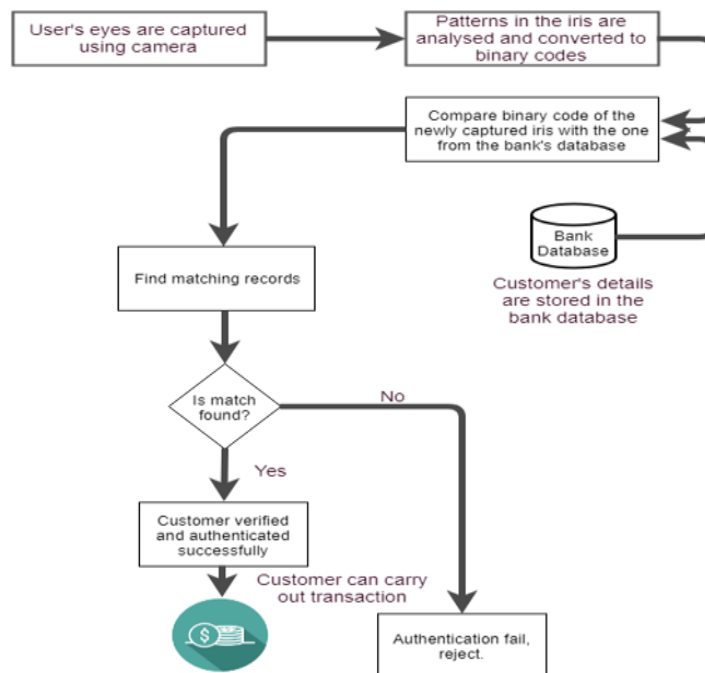 User's eyes are captured
using camera
Patterns in the iris are
analysed and converted to
binary codes
Compare binary code of the
newly captured iris with the one
from the bank's database
Bank
Database
Customer's details
are stored in the
bank database
Find matching records
Is match
found?
No
Yes
Customer verified
and authenticated
successfully
Customer can carry
out transaction
$
Authentication fail,
reject.